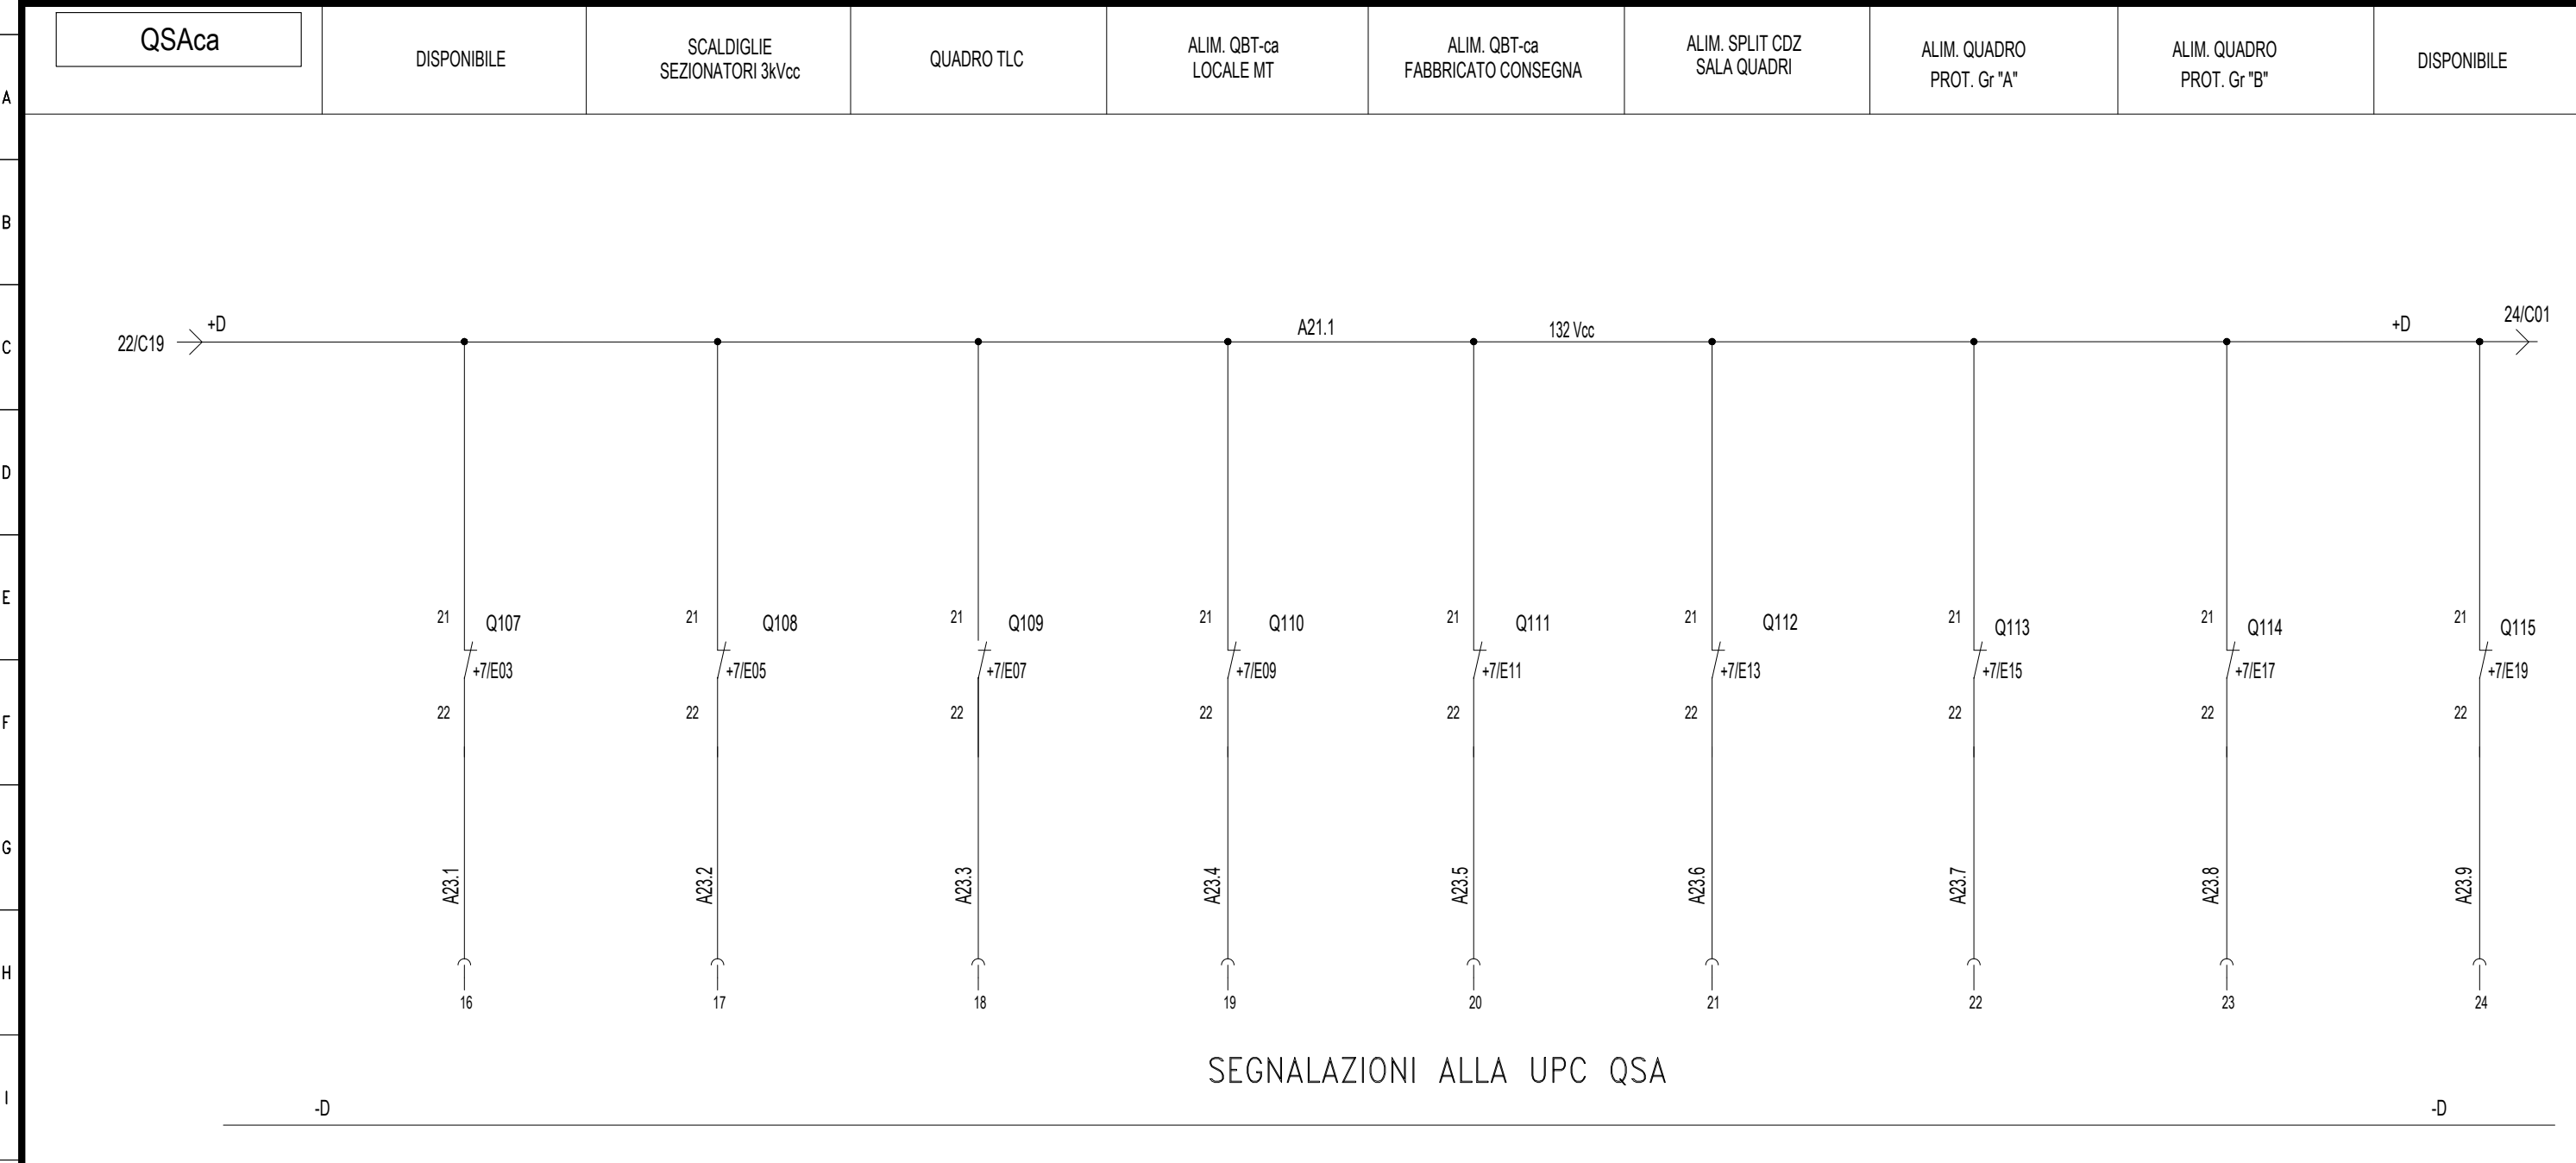 QSAca
DISPONIBILE
SCALDIGLIE
SEZIONATORI 3kVcc
QUADRO TLC
ALIM. QBT-ca
LOCALE MT
ALIM. QBT-ca
FABBRICATO CONSEGNA
ALIM. SPLIT CDZ
SALA QUADRI
ALIM. QUADRO
PROT. Gr "A"
ALIM. QUADRO
PROT. Gr "B"
DISPONIBILE
A
B
C
D
E
F
G
H
I
22/C19
+D
A21.1
132 Vcc
+D
24/C01
21
Q107
+7/E03
22
A23.1
16
21
Q108
+7/E05
22
A23.2
17
21
Q109
+7/E07
22
A23.3
18
21
Q110
+7/E09
22
A23.4
19
21
Q111
+7/E11
22
A23.5
20
21
Q112
+7/E13
22
A23.6
21
21
Q113
+7/E15
22
A23.7
22
21
Q114
+7/E17
22
A23.8
23
21
Q115
+7/E19
22
A23.9
24
SEGNALAZIONI ALLA UPC QSA
-D
-D